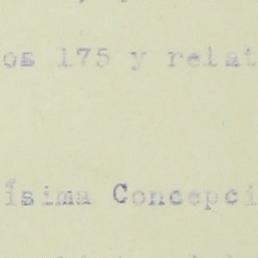 os 175 y relat
ísima Concepci